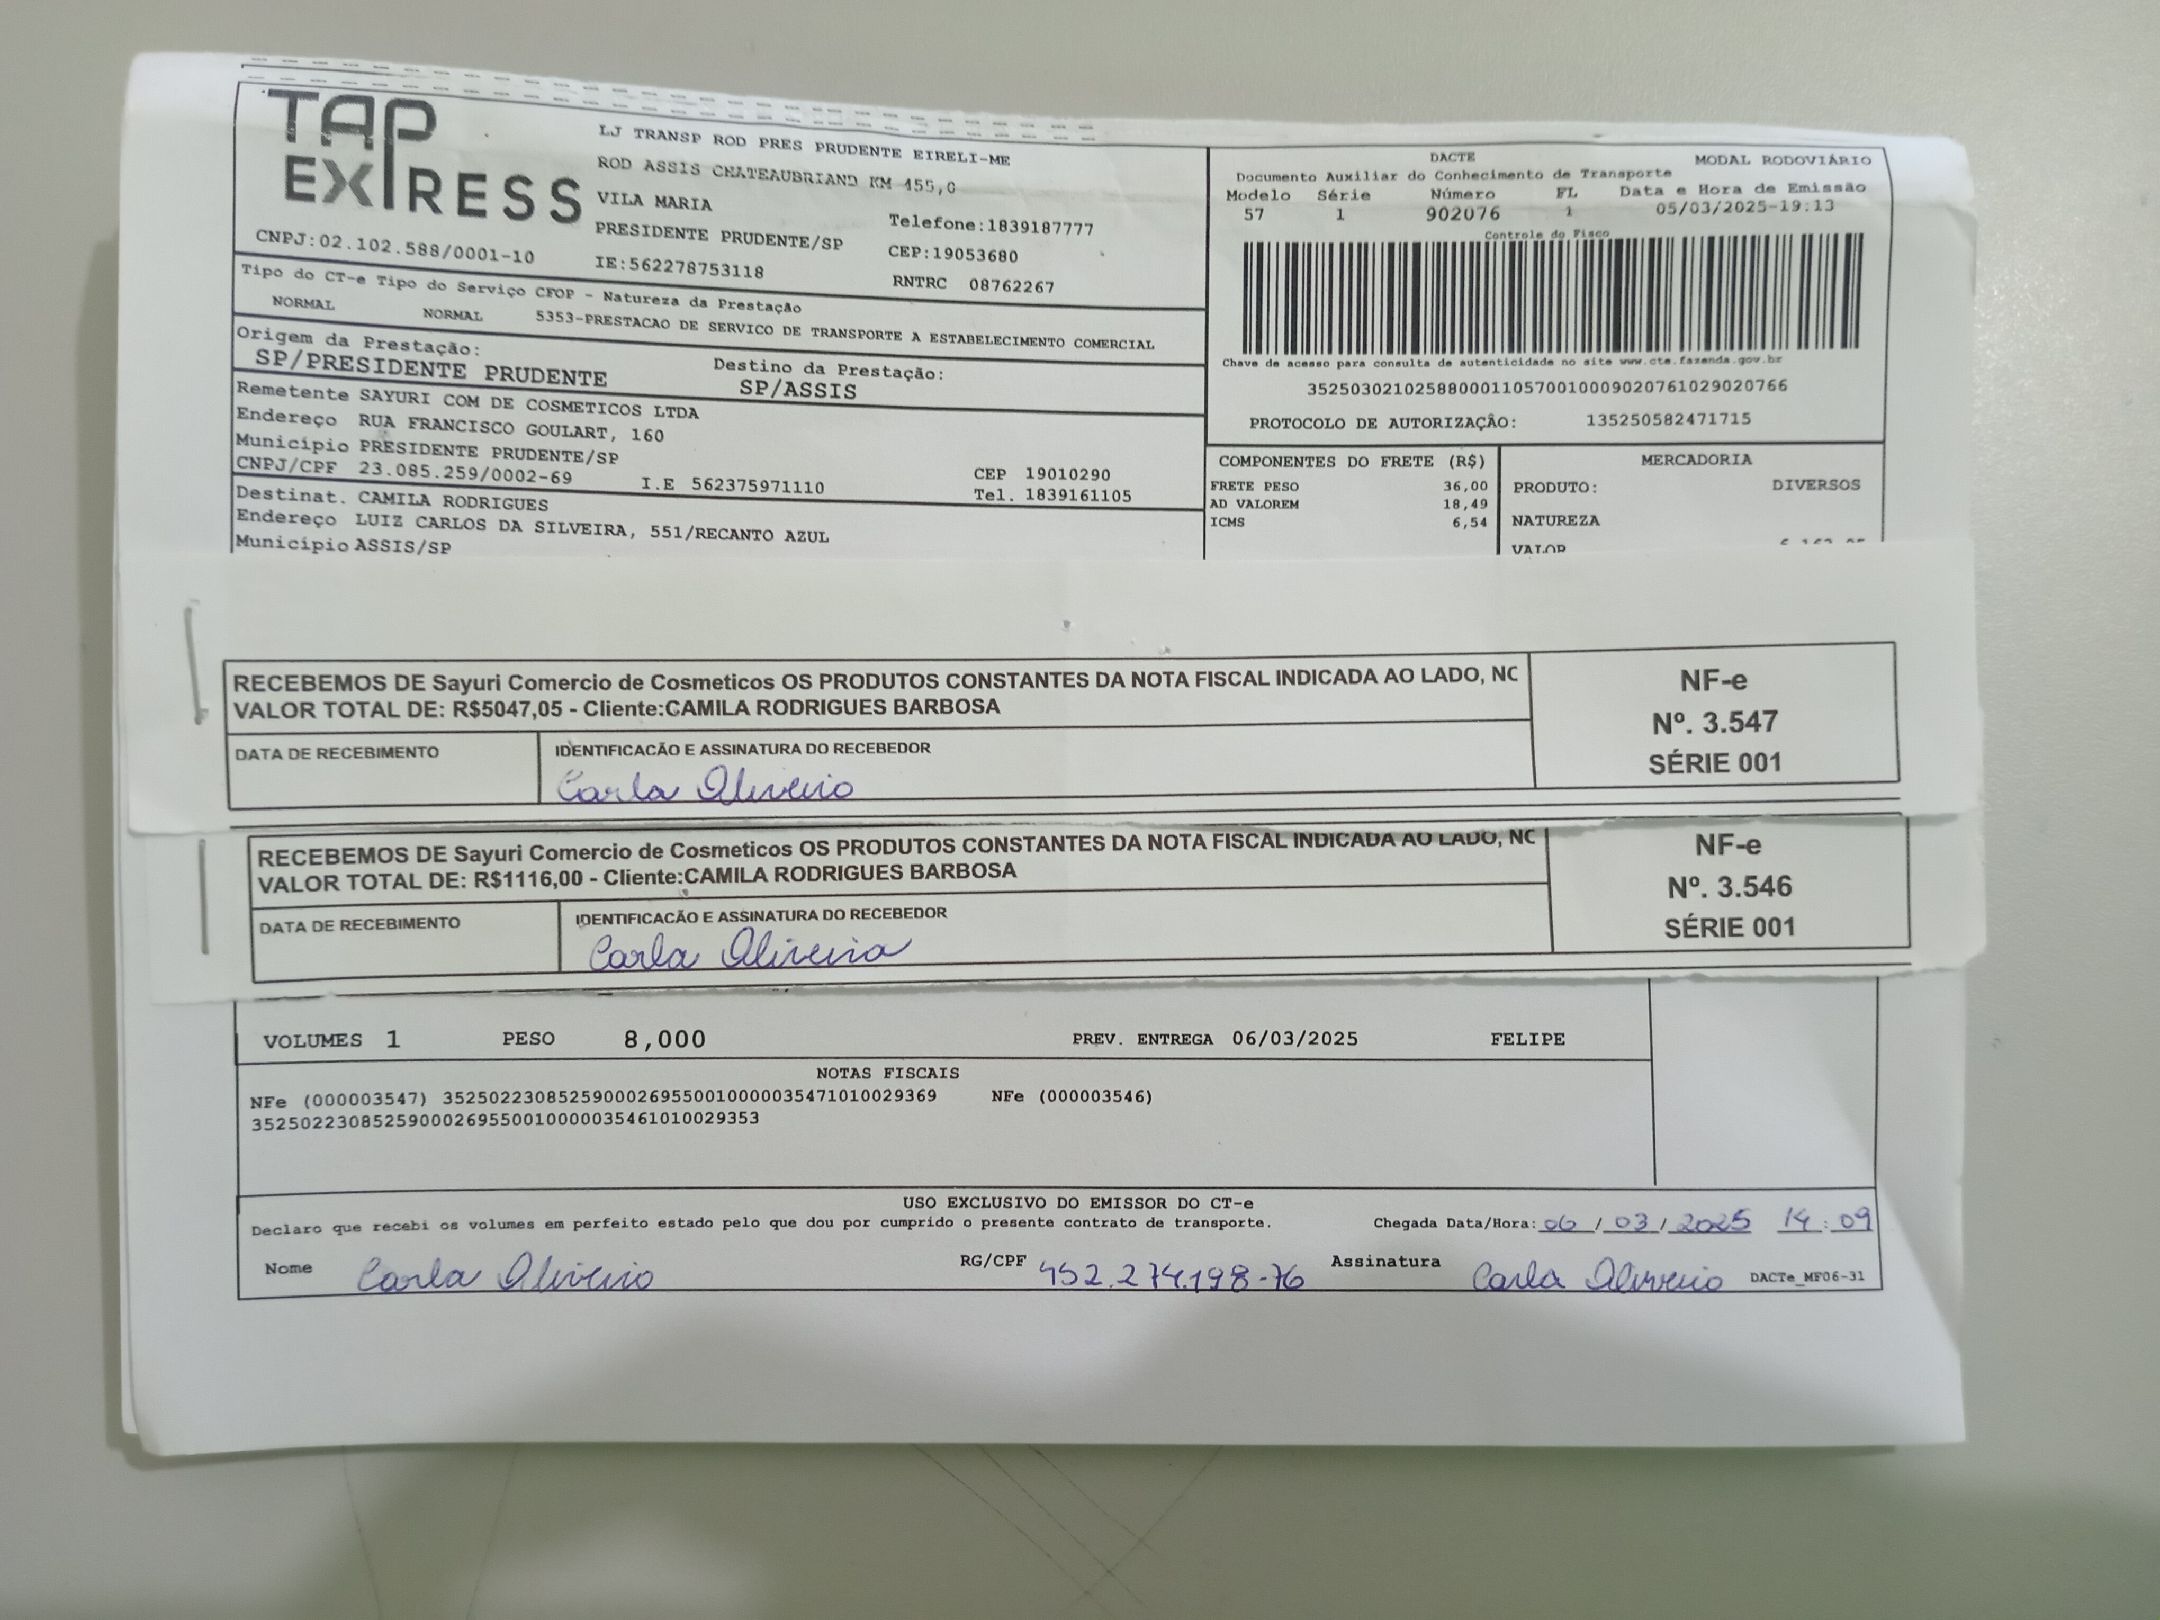 TAP EXPRESS
LJ TRANSP ROD PRES PRUDENTE EIRELI-ME
ROD ASSIS CHATEAUBRIAND KM 455,0
VILA MARIA
Telefone:1839187777
PRESIDENTE PRUDENTE/SP
CEP:19053680
CNPJ:02.102.588/0001-10
IE:562278753118
RNTRC 08762267
Tipo do CT-e Tipo do Serviço CFOP - Natureza da Prestação
NORMAL NORMAL 5353-PRESTACAO DE SERVICO DE TRANSPORTE A ESTABELECIMENTO COMERCIAL
Origem da Prestação:
SP/PRESIDENTE PRUDENTE
Destino da Prestação:
SP/ASSIS
Remetente SAYURI COM DE COSMETICOS LTDA
Endereço RUA FRANCISCO GOULART, 160
Município PRESIDENTE PRUDENTE/SP
CEP 19010290
CNPJ/CPF 23.085.259/0002-69
I.E 562375971110
Tel. 1839161105
Destinat. CAMILA RODRIGUES
Endereço LUIZ CARLOS DA SILVEIRA, 551/RECANTO AZUL
Município ASSIS/SP
DACTE
MODAL RODOVIÁRIO
Documento Auxiliar do Conhecimento de Transporte
Modelo Série Número FL Data e Hora de Emissão
57 1 902076 1 05/03/2025-19:13
Controle do Fisco
Chave de acesso para consulta de autenticidade no site www.cte.fazenda.gov.br
35250302102588000110570010009020761029020766
PROTOCOLO DE AUTORIZAÇÂO: 135250582471715
COMPONENTES DO FRETE (R$)
FRETE PESO 36,00
AD VALOREM 18,49
ICMS 6,54
MERCADORIA
PRODUTO: DIVERSOS
NATUREZA
VALOR
RECEBEMOS DE Sayuri Comercio de Cosmeticos OS PRODUTOS CONSTANTES DA NOTA FISCAL INDICADA AO LADO, NO
VALOR TOTAL DE: R$5047,05 - Cliente:CAMILA RODRIGUES BARBOSA
DATA DE RECEBIMENTO
IDENTIFICACÃO E ASSINATURA DO RECEBEDOR
Carla Oliveira
NF-e
Nº. 3.547
SÉRIE 001
RECEBEMOS DE Sayuri Comercio de Cosmeticos OS PRODUTOS CONSTANTES DA NOTA FISCAL INDICADA AO LADO, NO
VALOR TOTAL DE: R$1116,00 - Cliente:CAMILA RODRIGUES BARBOSA
DATA DE RECEBIMENTO
IDENTIFICACÃO E ASSINATURA DO RECEBEDOR
Carla Oliveira
NF-e
Nº. 3.546
SÉRIE 001
VOLUMES 1 PESO 8,000 PREV. ENTREGA 06/03/2025 FELIPE
NOTAS FISCAIS
NFe (000003547) 35250223085259000269550010000035471010029369 NFe (000003546)
35250223085259000269550010000035461010029353
USO EXCLUSIVO DO EMISSOR DO CT-e
Declaro que recebi os volumes em perfeito estado pelo que dou por cumprido o presente contrato de transporte. Chegada Data/Hora: 06/03/2025 14:09
Nome Carla Oliveira RG/CPF 452.274.198-76 Assinatura Carla Oliveira DACTe_MF06-31